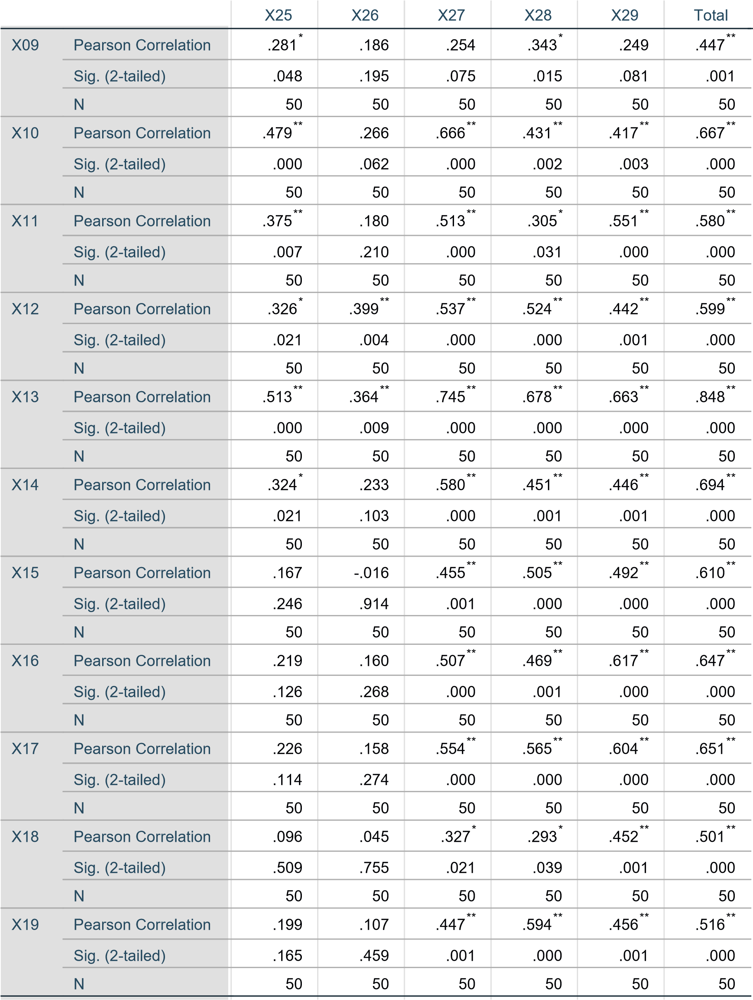 X25 X26 X27 X28 X29 Total
X09 Pearson Correlation .281* .186 .254 .343* .249 .447**
Sig. (2-tailed) .048 .195 .075 .015 .081 .001
N 50 50 50 50 50 50
X10 Pearson Correlation .479** .266 .666** .431** .417** .667**
Sig. (2-tailed) .000 .062 .000 .002 .003 .000
N 50 50 50 50 50 50
X11 Pearson Correlation .375** .180 .513** .305* .551** .580**
Sig. (2-tailed) .007 .210 .000 .031 .000 .000
N 50 50 50 50 50 50
X12 Pearson Correlation .326* .399** .537** .524** .442** .599**
Sig. (2-tailed) .021 .004 .000 .000 .001 .000
N 50 50 50 50 50 50
X13 Pearson Correlation .513** .364** .745** .678** .663** .848**
Sig. (2-tailed) .000 .009 .000 .000 .000 .000
N 50 50 50 50 50 50
X14 Pearson Correlation .324* .233 .580** .451** .446** .694**
Sig. (2-tailed) .021 .103 .000 .001 .001 .000
N 50 50 50 50 50 50
X15 Pearson Correlation .167 -.016 .455** .505** .492** .610**
Sig. (2-tailed) .246 .914 .001 .000 .000 .000
N 50 50 50 50 50 50
X16 Pearson Correlation .219 .160 .507** .469** .617** .647**
Sig. (2-tailed) .126 .268 .000 .001 .000 .000
N 50 50 50 50 50 50
X17 Pearson Correlation .226 .158 .554** .565** .604** .651**
Sig. (2-tailed) .114 .274 .000 .000 .000 .000
N 50 50 50 50 50 50
X18 Pearson Correlation .096 .045 .327* .293* .452** .501**
Sig. (2-tailed) .509 .755 .021 .039 .001 .000
N 50 50 50 50 50 50
X19 Pearson Correlation .199 .107 .447** .594** .456** .516**
Sig. (2-tailed) .165 .459 .001 .000 .001 .000
N 50 50 50 50 50 50